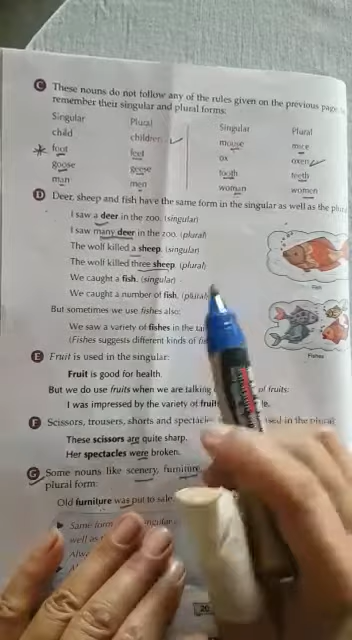 C These nouns do not follow any of the rules given on the previous page
remember their singular and plural forms.
Singular Plural Singular Plural
child children mouse mice
foot feet ox oxen
goose geese tooth teeth
man men woman women
D Deer, sheep and fish have the same form in the singular as well as the
I saw a deer in the zoo. (singular)
I saw many deer in the zoo. (plural)
The wolf killed a sheep. (singular)
The wolf killed three sheep. (plural)
We caught a fish. (singular)
We caught a number of fish. (plural)
Fish
But sometimes we use fishes also:
We saw a variety of fishes in the
(Fishes suggests different kinds of
Fishes
E Fruit is used in the singular:
Fruit is good for health.
But we do use fruits when we are talking of fruits:
I was impressed by the variety of
F Scissors, trousers, shorts and used in the plural
These scissors are quite sharp.
Her spectacles were broken.
G Some nouns like scenery, furniture,
plural form:
Old furniture was put to sale.
Same
well as
20